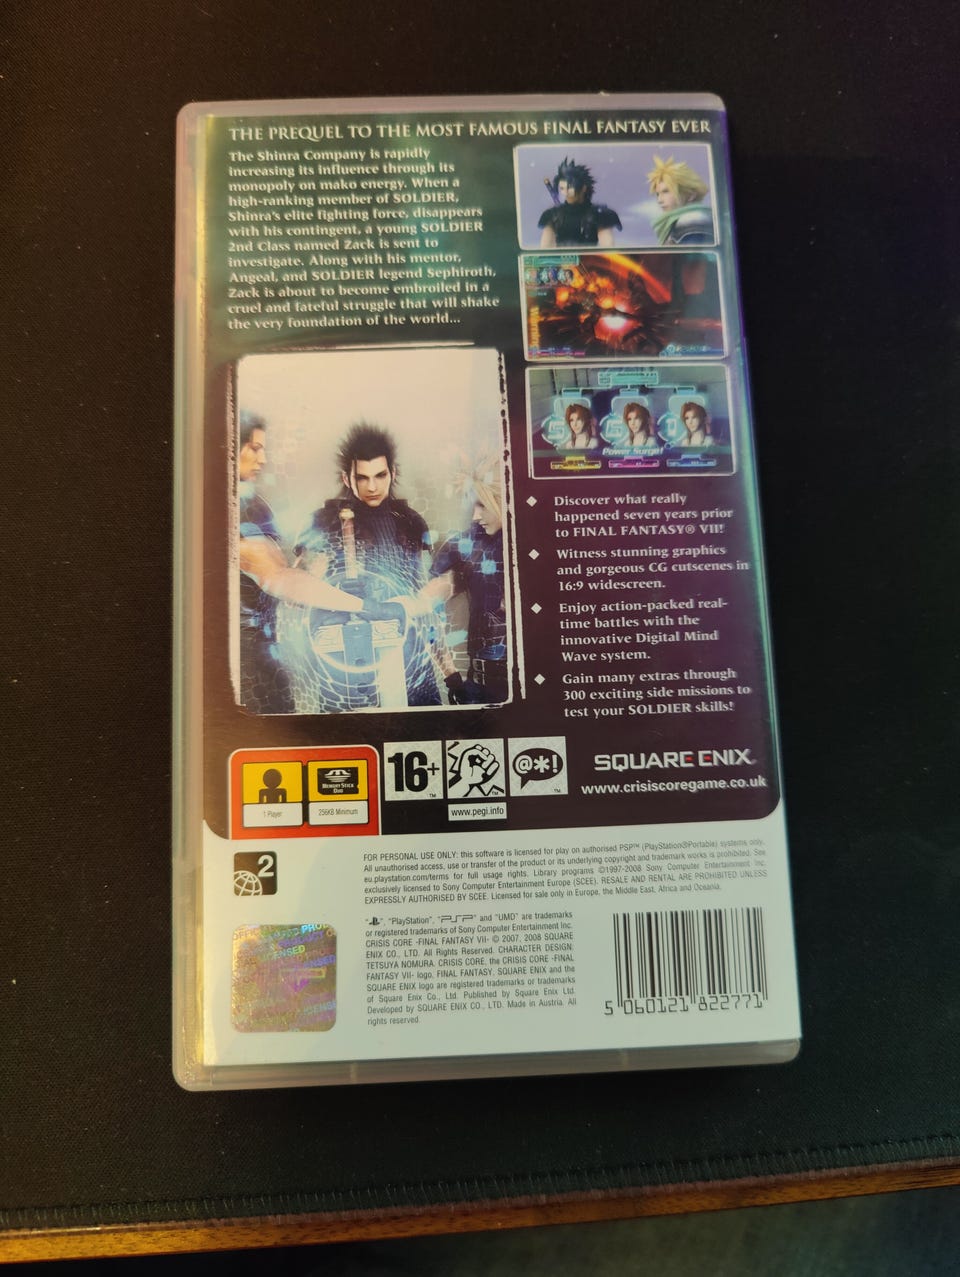 THE PREQUEL TO THE MOST FAMOUS FINAL FANTASY EVER
The Shinra Company is rapidly
increasing its influence through its
monopoly on mako energy. When a
high-ranking member of SOLDIER,
Shinra's elite fighting force, disappears
with his contingent, a young SOLDIER
2nd Class named Zack is sent to
investigate. Along with his mentor,
Angeal, and SOLDIER legend Sephiroth,
Zack is about to become embroiled in a
cruel and fateful struggle that will shake
the very foundation of the world...
Power Surge!
◆ Discover what really
happened seven years prior
to FINAL FANTASY® VII!
◆ Witness stunning graphics
and gorgeous CG cutscenes in
16:9 widescreen.
◆ Enjoy action-packed real-
time battles with the
innovative Digital Mind
Wave system.
◆ Gain many extras through
300 exciting side missions to
test your SOLDIER skills!
1 Player
MEMORY STICK
DUO
256KB Minimum
16+
@*!
www.pegi.info
SQUARE ENIX
www.crisiscoregame.co.uk
2
FOR PERSONAL USE ONLY: this software is licensed for play on authorised PSP™ (PlayStation®Portable) systems only.
All unauthorised access, use or transfer of the product or its underlying copyright and trademark works is prohibited. See
eu.playstation.com/terms for full usage rights. Library programs ©1997-2008 Sony Computer Entertainment Inc.
exclusively licensed to Sony Computer Entertainment Europe (SCEE). RESALE AND RENTAL ARE PROHIBITED UNLESS
EXPRESSLY AUTHORISED BY SCEE. Licensed for sale only in Europe, the Middle East, Africa and Oceania.
"", "PlayStation", "PSP" and "UMD" are trademarks
or registered trademarks of Sony Computer Entertainment Inc.
CRISIS CORE -FINAL FANTASY VII- © 2007, 2008 SQUARE
ENIX CO., LTD. All Rights Reserved. CHARACTER DESIGN:
TETSUYA NOMURA. CRISIS CORE, the CRISIS CORE -FINAL
FANTASY VII- logo, FINAL FANTASY, SQUARE ENIX and the
SQUARE ENIX logo are registered trademarks or trademarks
of Square Enix Co., Ltd. Published by Square Enix Ltd.
Developed by SQUARE ENIX CO., LTD. Made in Austria. All
rights reserved.
5 060121 822771